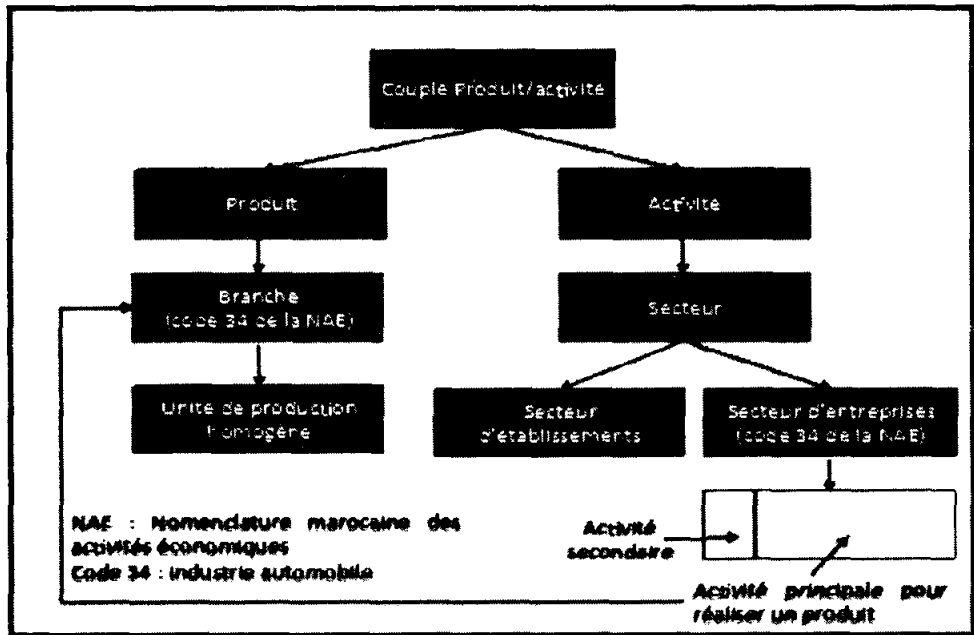 Couple Produit/activité
Produit
Activité
Branche
(code 34 de la NAE)
Secteur
Unité de production
homogène
Secteur
d'établissements
Secteur d'entreprises
(code 34 de la NAE)
NAE : Nomenclature marocaine des
activités économiques
Code 34 : industrie automobile
Activité
secondaire
Activité principale pour
réaliser un produit